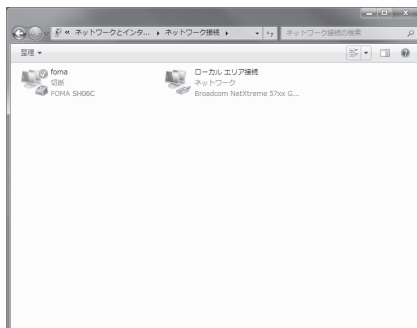 « ネットワークとインタ... ▸ ネットワーク接続 ▸
ネットワーク接続の検索
整理 ▾
foma
切断
FOMA SH06C
ローカル エリア接続
ネットワーク
Broadcom NetXtreme 57xx G...